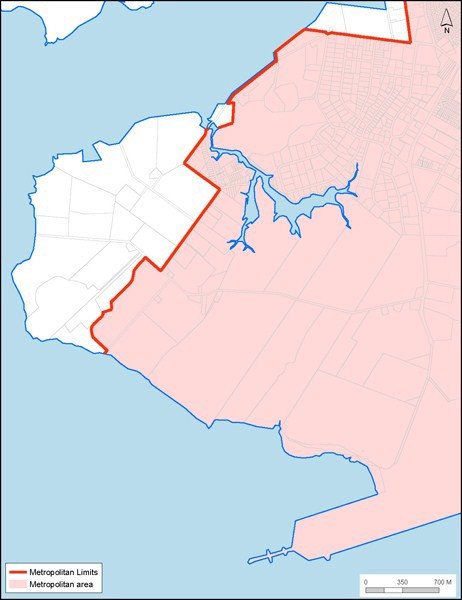 N
Metropolitan Limits
Metropolitan area
0 350 700 M